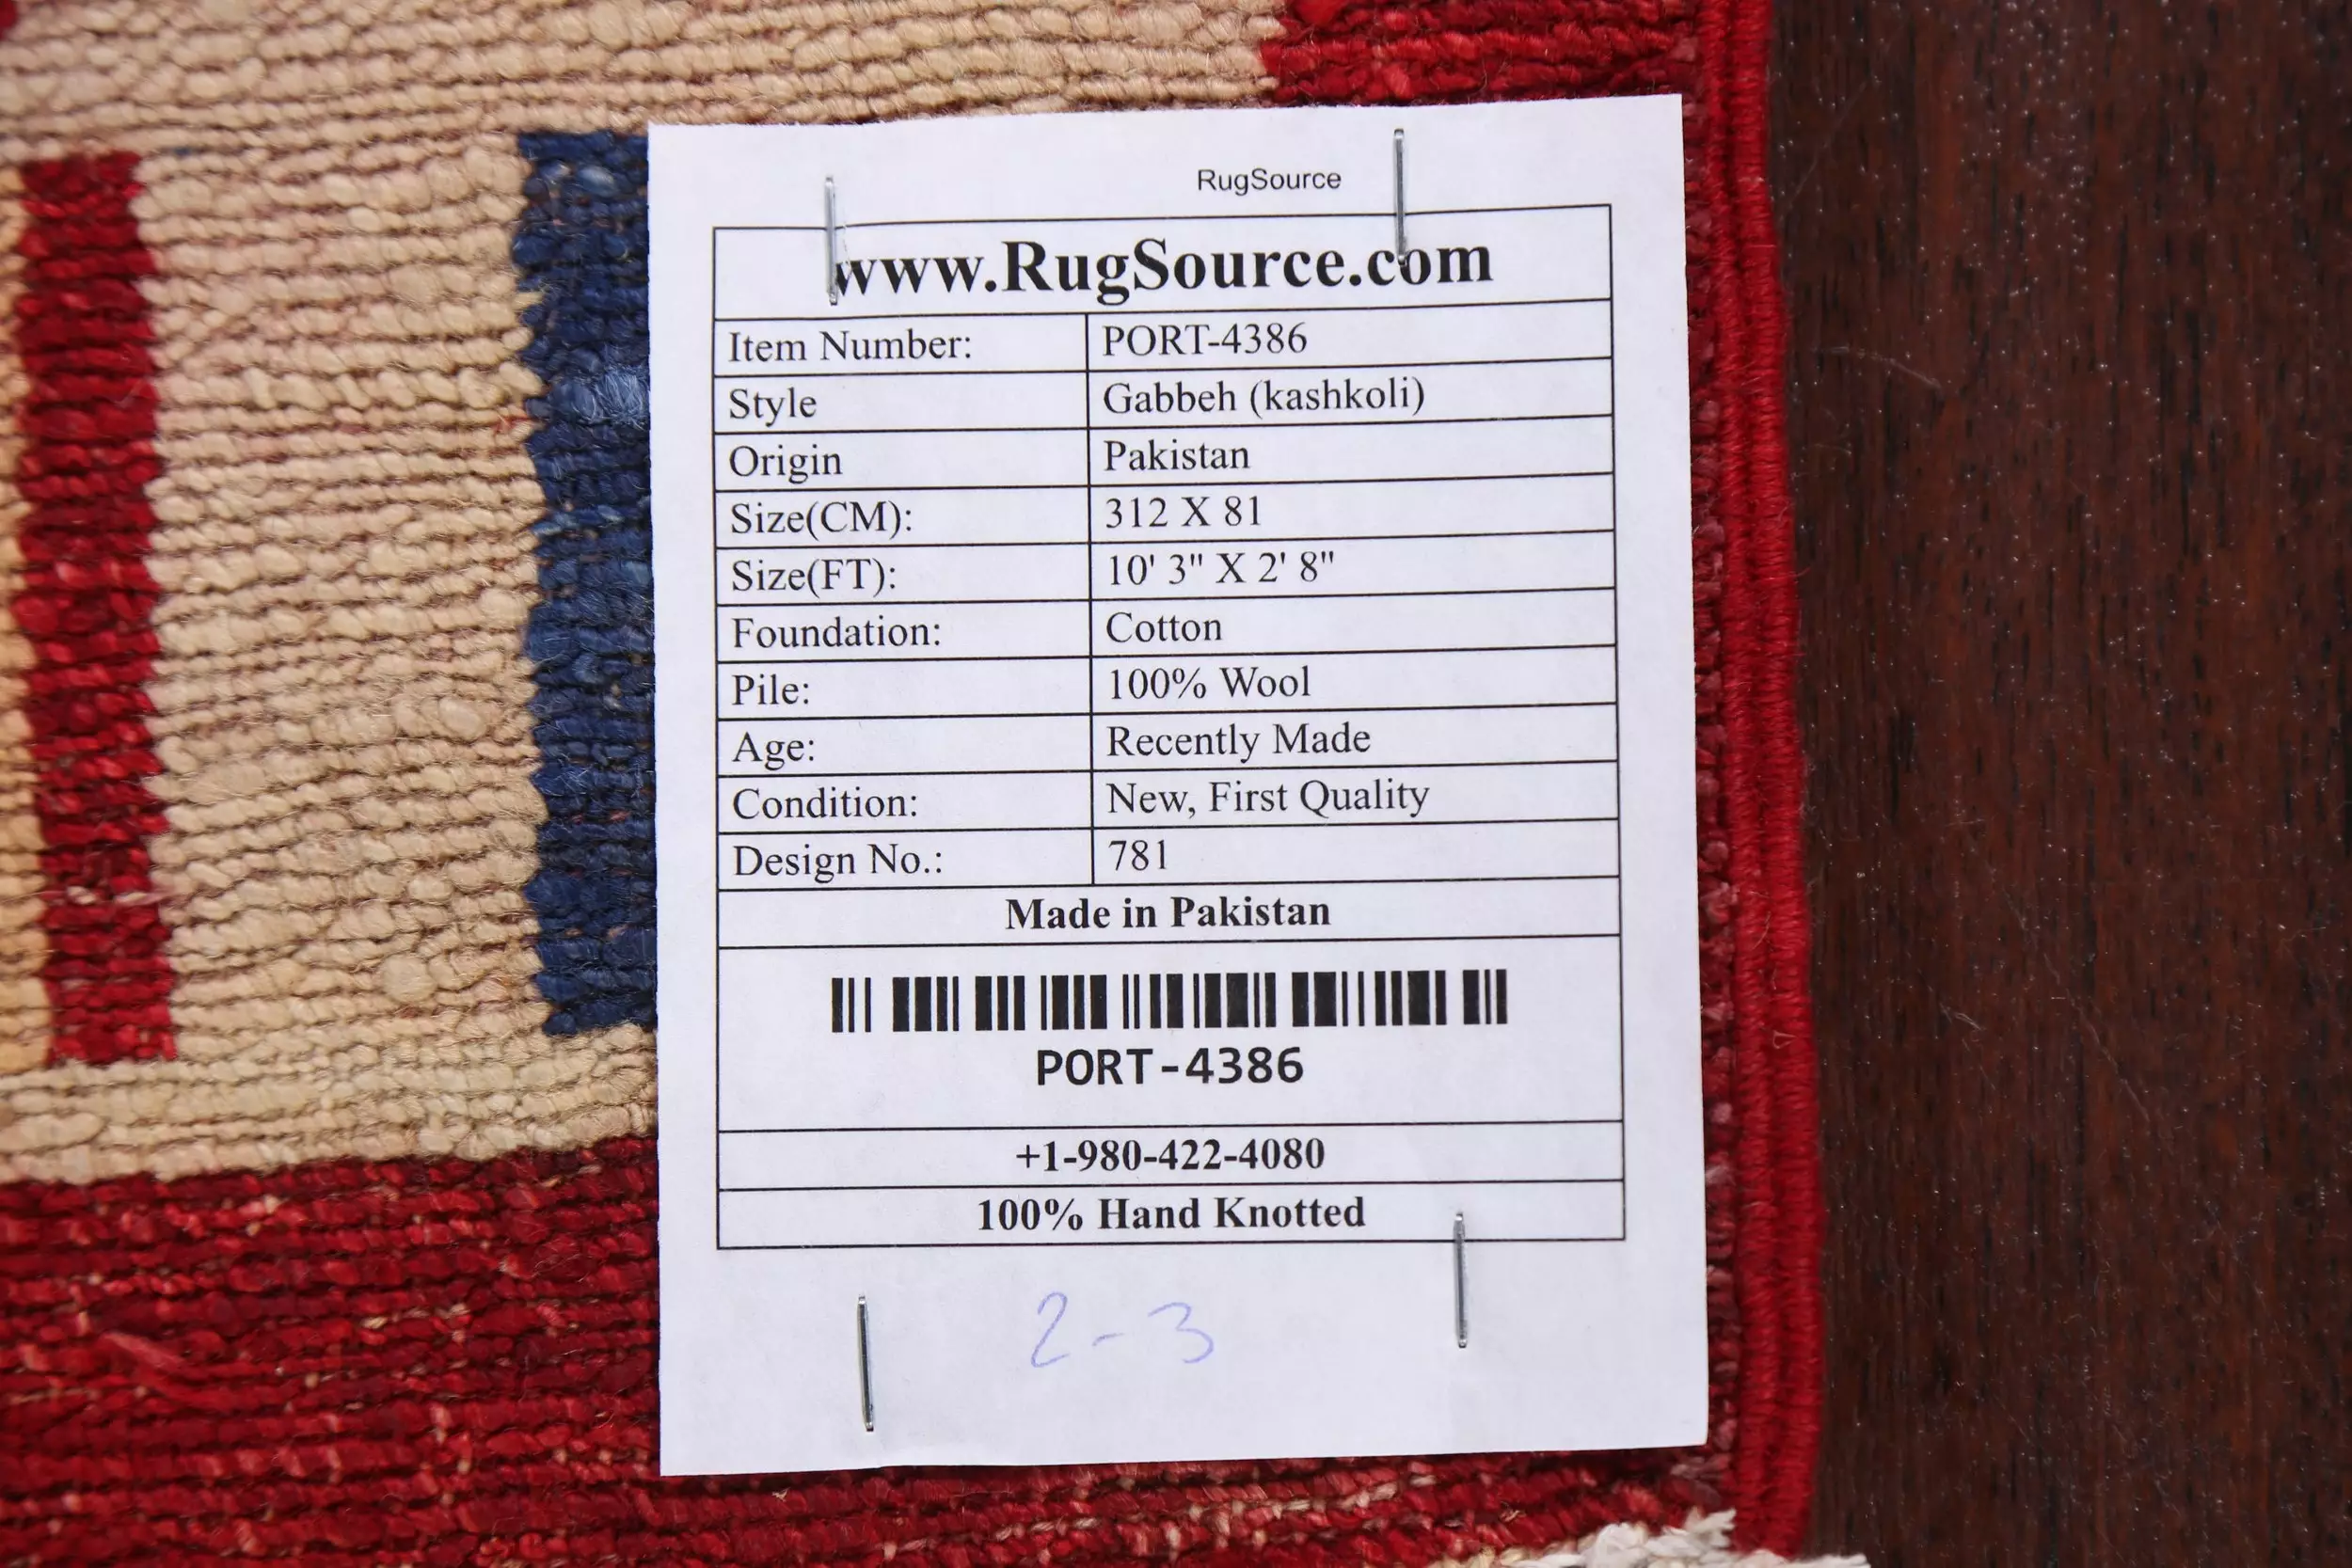 RugSource
www.RugSource.com
Item Number: PORT-4386
Style Gabbeh (kashkoli)
Origin Pakistan
Size(CM): 312 X 81
Size(FT): 10' 3" X 2' 8"
Foundation: Cotton
Pile: 100% Wool
Age: Recently Made
Condition: New, First Quality
Design No.: 781
Made in Pakistan
PORT-4386
+1-980-422-4080
100% Hand Knotted
2-3